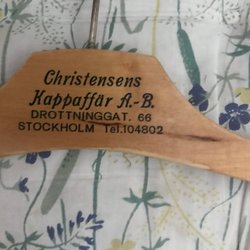 Christensens
Kappaffär A.-B.
DROTTNINGGAT. 66
STOCKHOLM Tel.104802